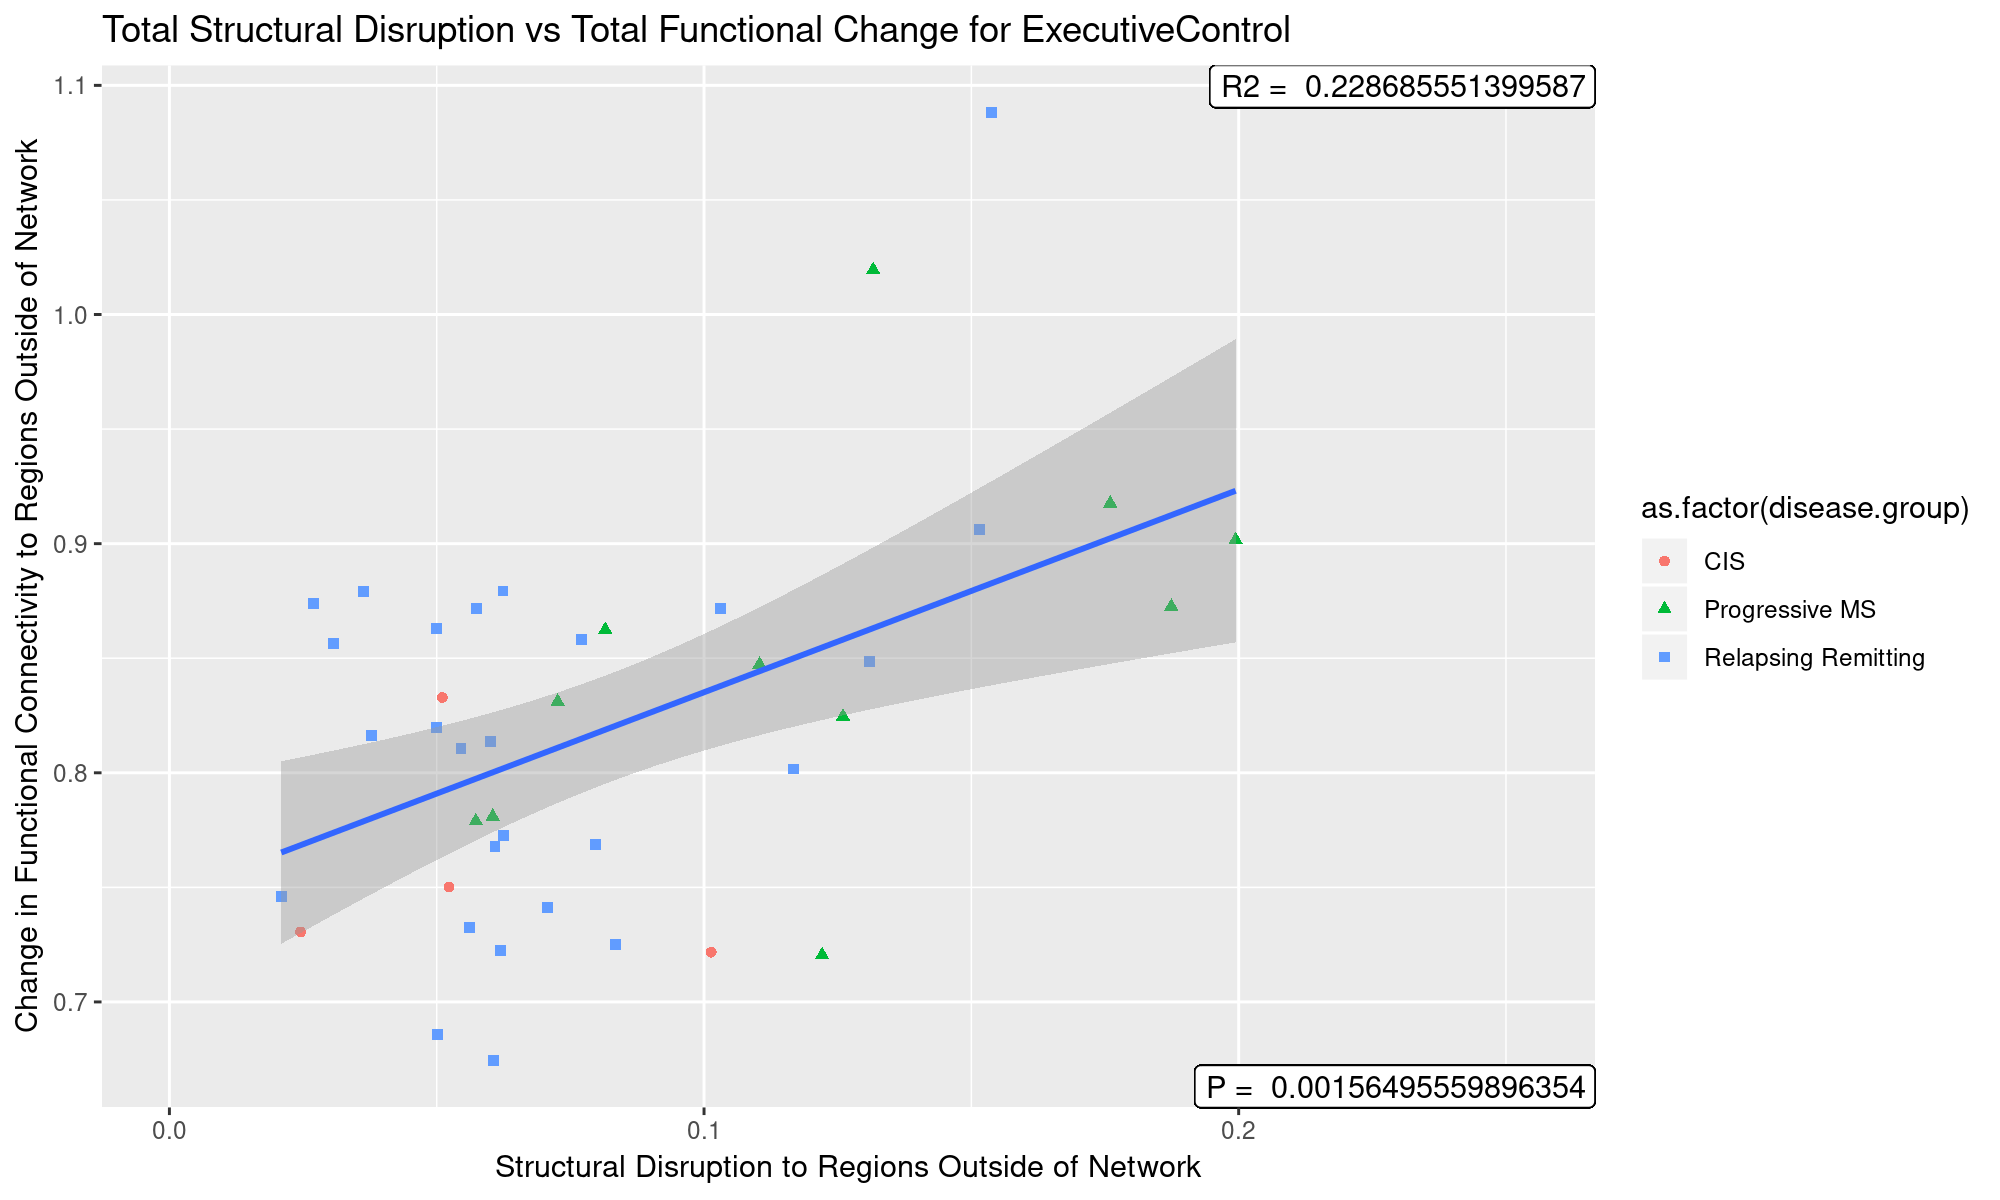 Total Structural Disruption vs Total Functional Change for ExecutiveControl
R2 = 0.228685551399587
Change in Functional Connectivity to Regions Outside of Network
1.1
1.0
0.9
0.8
0.7
as.factor(disease.group)
CIS
Progressive MS
Relapsing Remitting
P = 0.00156495559896354
0.0
0.1
0.2
Structural Disruption to Regions Outside of Network